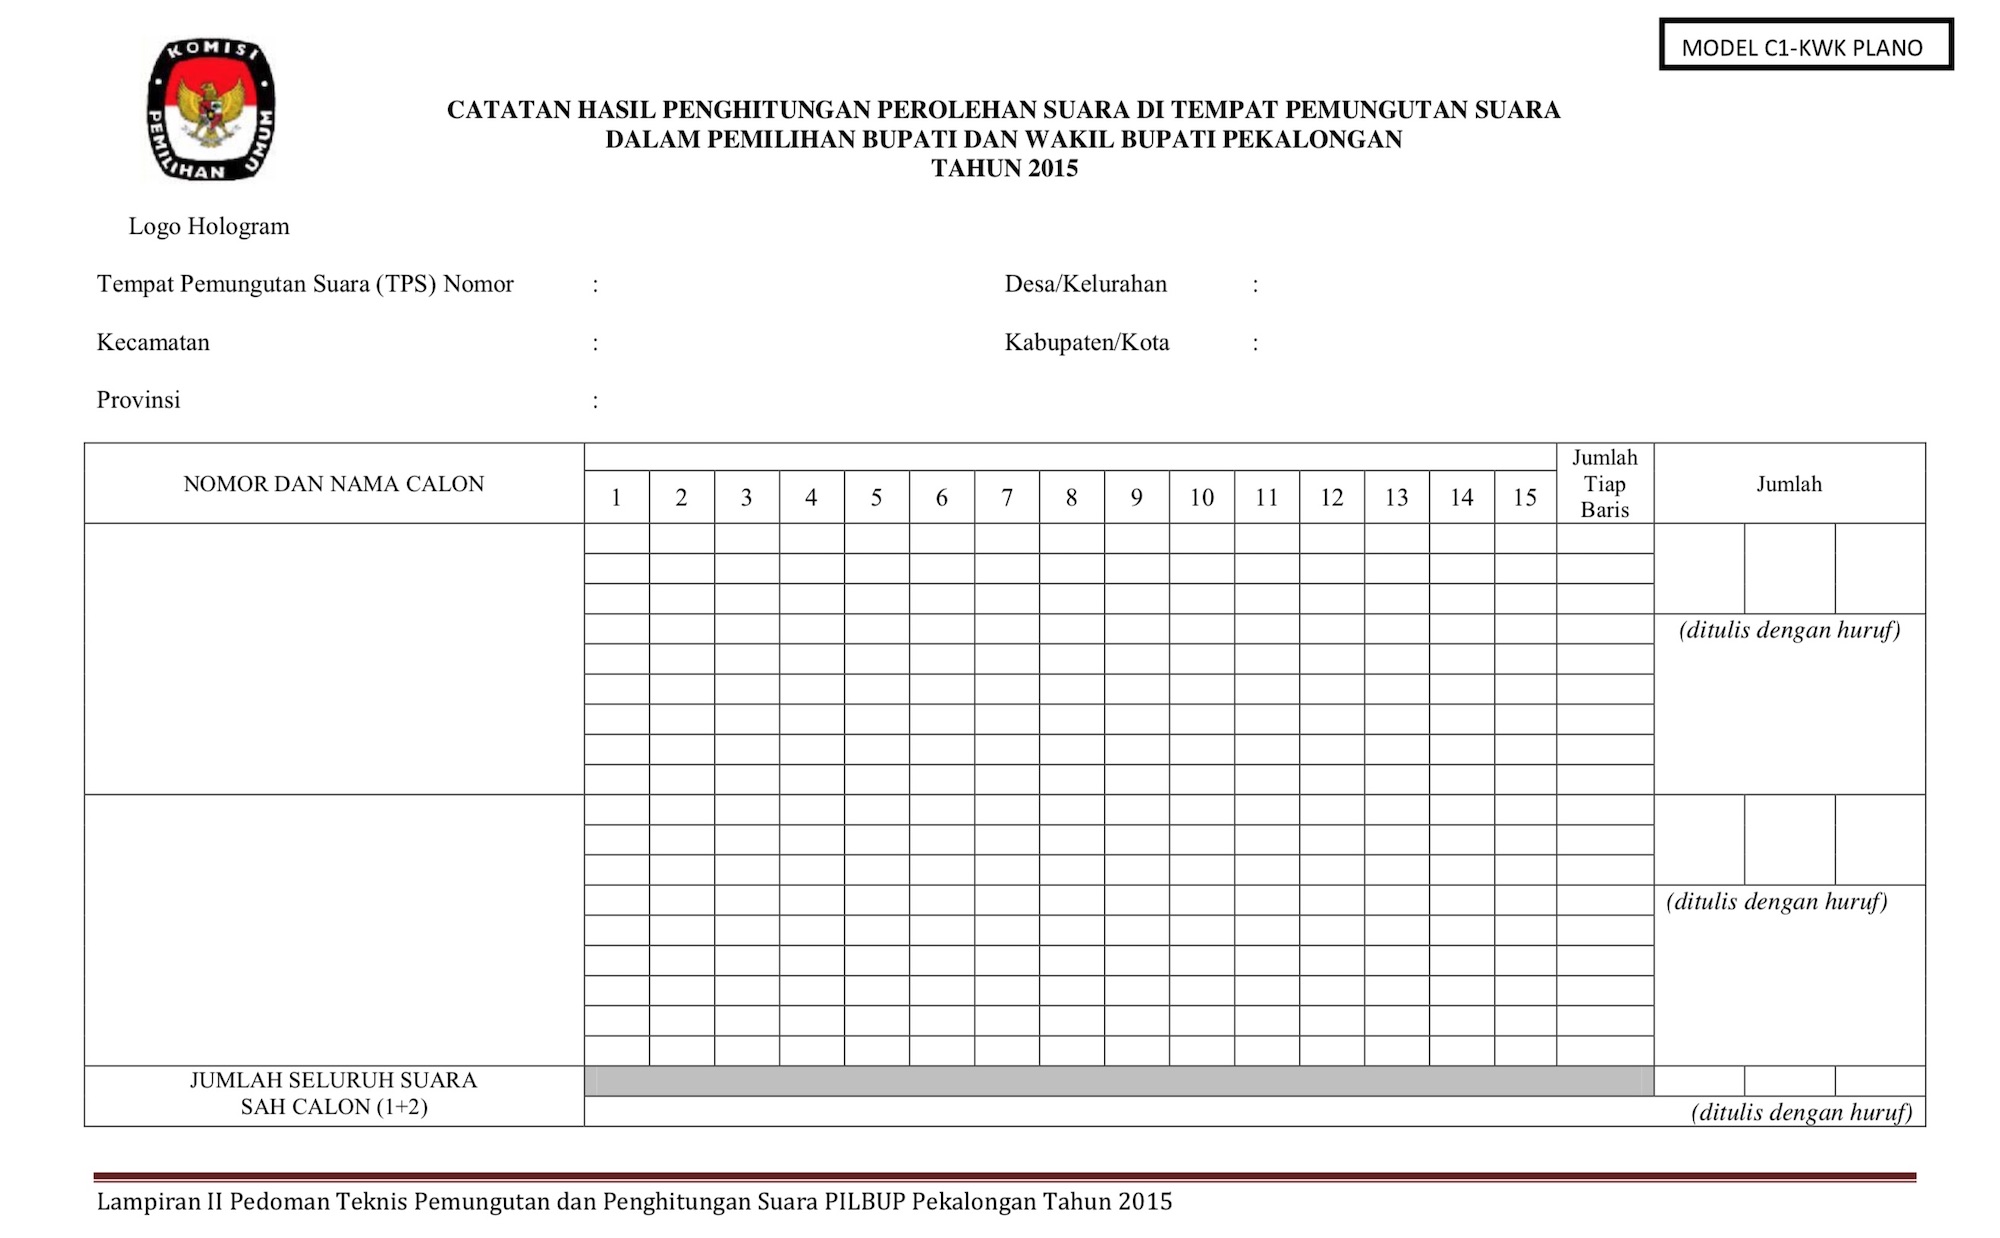 MODEL C1-KWK PLANO
KOMISI
PEMILIHAN UMUM
CATATAN HASIL PENGHITUNGAN PEROLEHAN SUARA DI TEMPAT PEMUNGUTAN SUARA
DALAM PEMILIHAN BUPATI DAN WAKIL BUPATI PEKALONGAN
TAHUN 2015
Logo Hologram
Tempat Pemungutan Suara (TPS) Nomor : Desa/Kelurahan :
Kecamatan : Kabupaten/Kota :
Provinsi :
NOMOR DAN NAMA CALON
1 2 3 4 5 6 7 8 9 10 11 12 13 14 15
Jumlah
Tiap
Baris
Jumlah
(ditulis dengan huruf)
(ditulis dengan huruf)
JUMLAH SELURUH SUARA
SAH CALON (1+2)
(ditulis dengan huruf)
Lampiran II Pedoman Teknis Pemungutan dan Penghitungan Suara PILBUP Pekalongan Tahun 2015